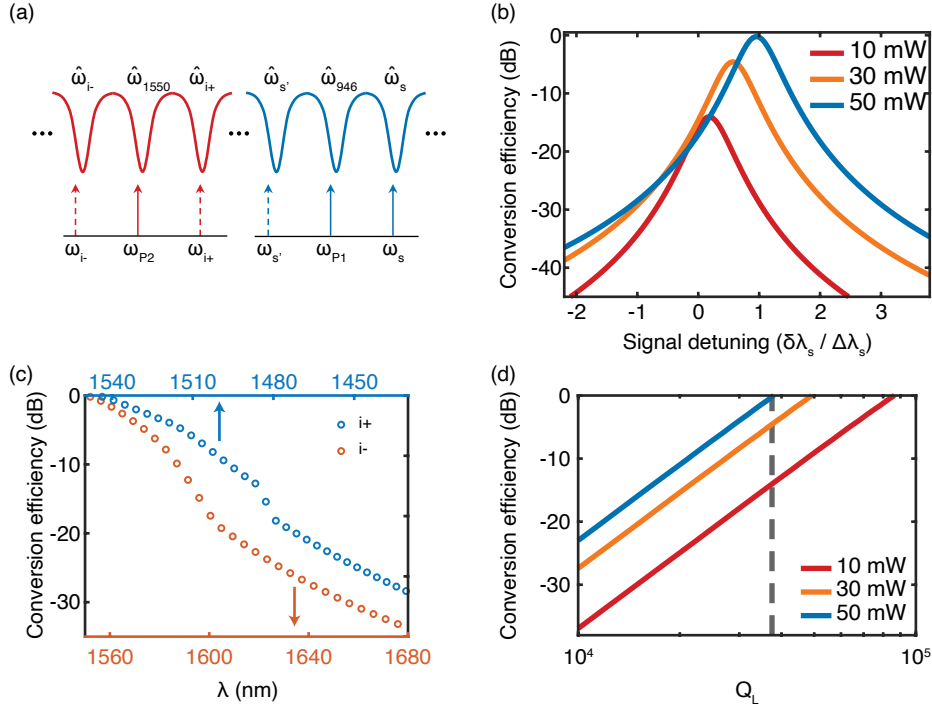 (a)
ω̂i- ω̂1550 ω̂i+ ω̂s' ω̂946 ω̂s
••• ••• •••
ωi- ωP2 ωi+ ωs' ωP1 ωs
(b)
Conversion efficiency (dB)
0
-10
-20
-30
-40
10 mW
30 mW
50 mW
-2 -1 0 1 2 3
Signal detuning (δλs / Δλs)
(c)
1540 1510 1480 1450
Conversion efficiency (dB)
0
-10
-20
-30
i+
i-
1560 1600 1640 1680
λ (nm)
(d)
Conversion efficiency (dB)
0
-10
-20
-30
10 mW
30 mW
50 mW
10⁴ 10⁵
QL